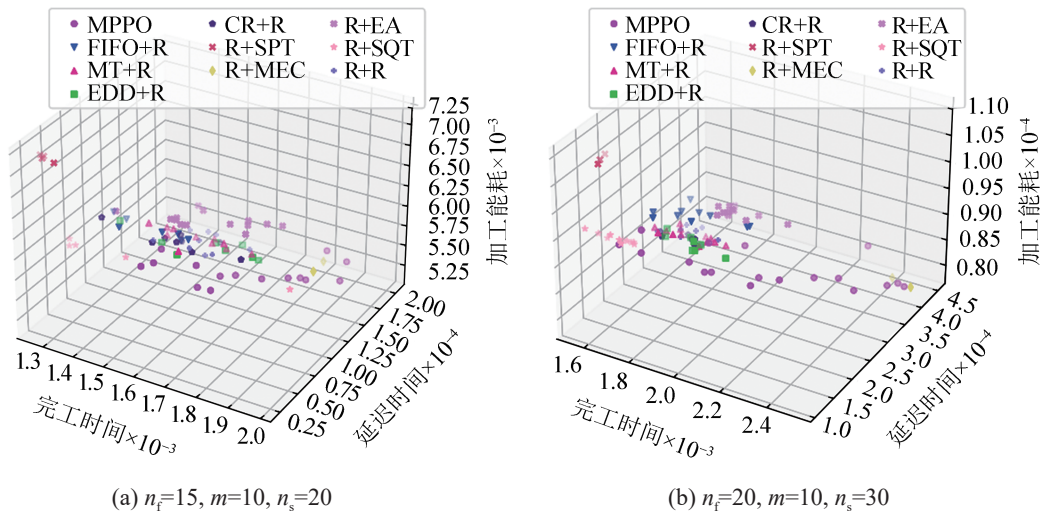 MPPO CR+R R+EA
FIFO+R R+SPT R+SQT
MT+R R+MEC R+R
EDD+R
7.25
7.00
6.75
6.50
6.25
6.00
5.75
5.50
5.25
加工能耗×10⁻³
2.00
1.75
1.50
1.25
1.00
0.75
0.50
0.25
延迟时间×10⁻⁴
1.3 1.4 1.5 1.6 1.7 1.8 1.9 2.0
完工时间×10⁻³
(a) n_f=15, m=10, n_s=20
MPPO CR+R R+EA
FIFO+R R+SPT R+SQT
MT+R R+MEC R+R
EDD+R
1.10
1.05
1.00
0.95
0.90
0.85
0.80
加工能耗×10⁻⁴
4.5
4.0
3.5
3.0
2.5
2.0
1.5
1.0
延迟时间×10⁻⁴
1.6 1.8 2.0 2.2 2.4
完工时间×10⁻³
(b) n_f=20, m=10, n_s=30